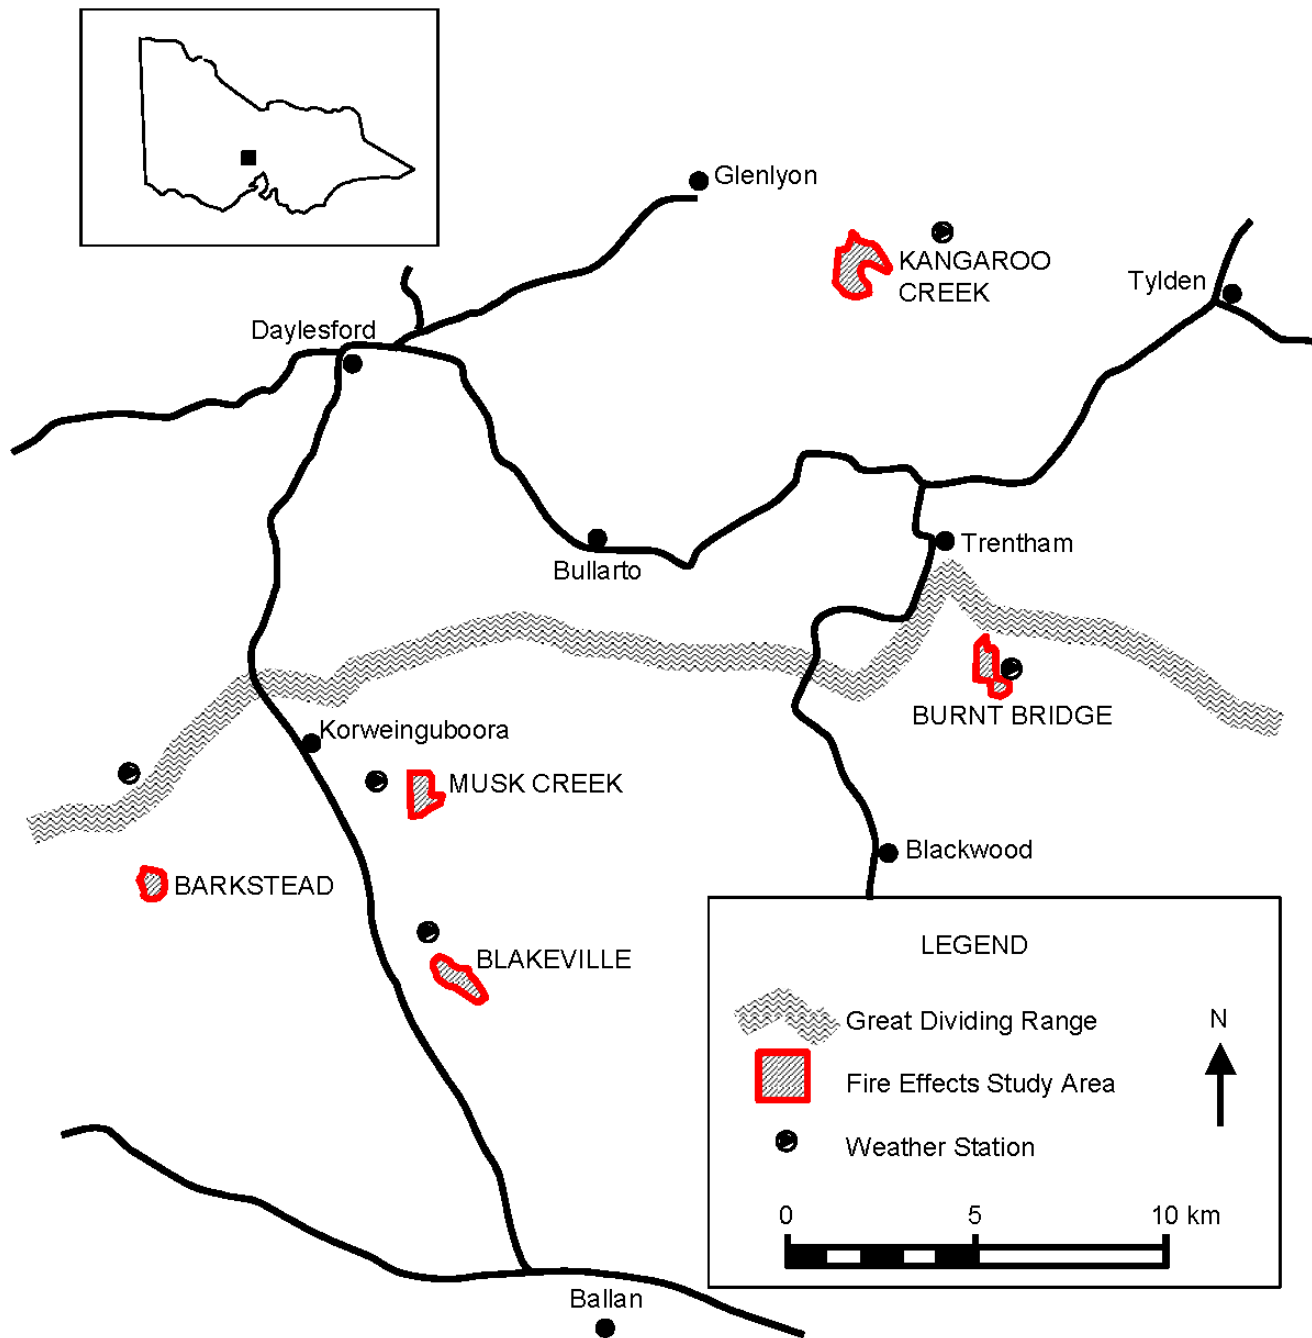 Glenlyon
KANGAROO
CREEK
Tylden
Daylesford
Trentham
Bullarto
BURNT BRIDGE
Korweinguboora
MUSK CREEK
Blackwood
BARKSTEAD
BLAKEVILLE
LEGEND
Great Dividing Range
N
Fire Effects Study Area
Weather Station
0 5 10 km
Ballan